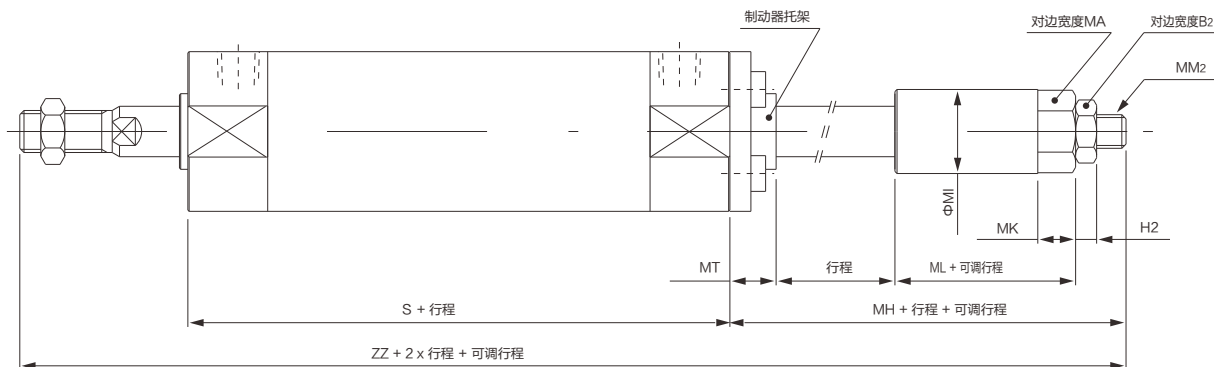 制动器托架
对边宽度MA
对边宽度B2
MM2
ΦMI
MK
H2
MT
行程
ML + 可调行程
S + 行程
MH + 行程 + 可调行程
ZZ + 2 x 行程 + 可调行程